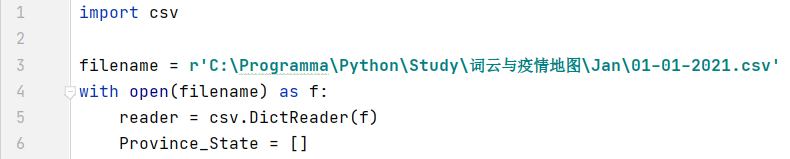 1 import csv
2
3 filename = r'C:\Programma\Python\Study\词云与疫情地图\Jan\01-01-2021.csv'
4 with open(filename) as f:
5     reader = csv.DictReader(f)
6     Province_State = []